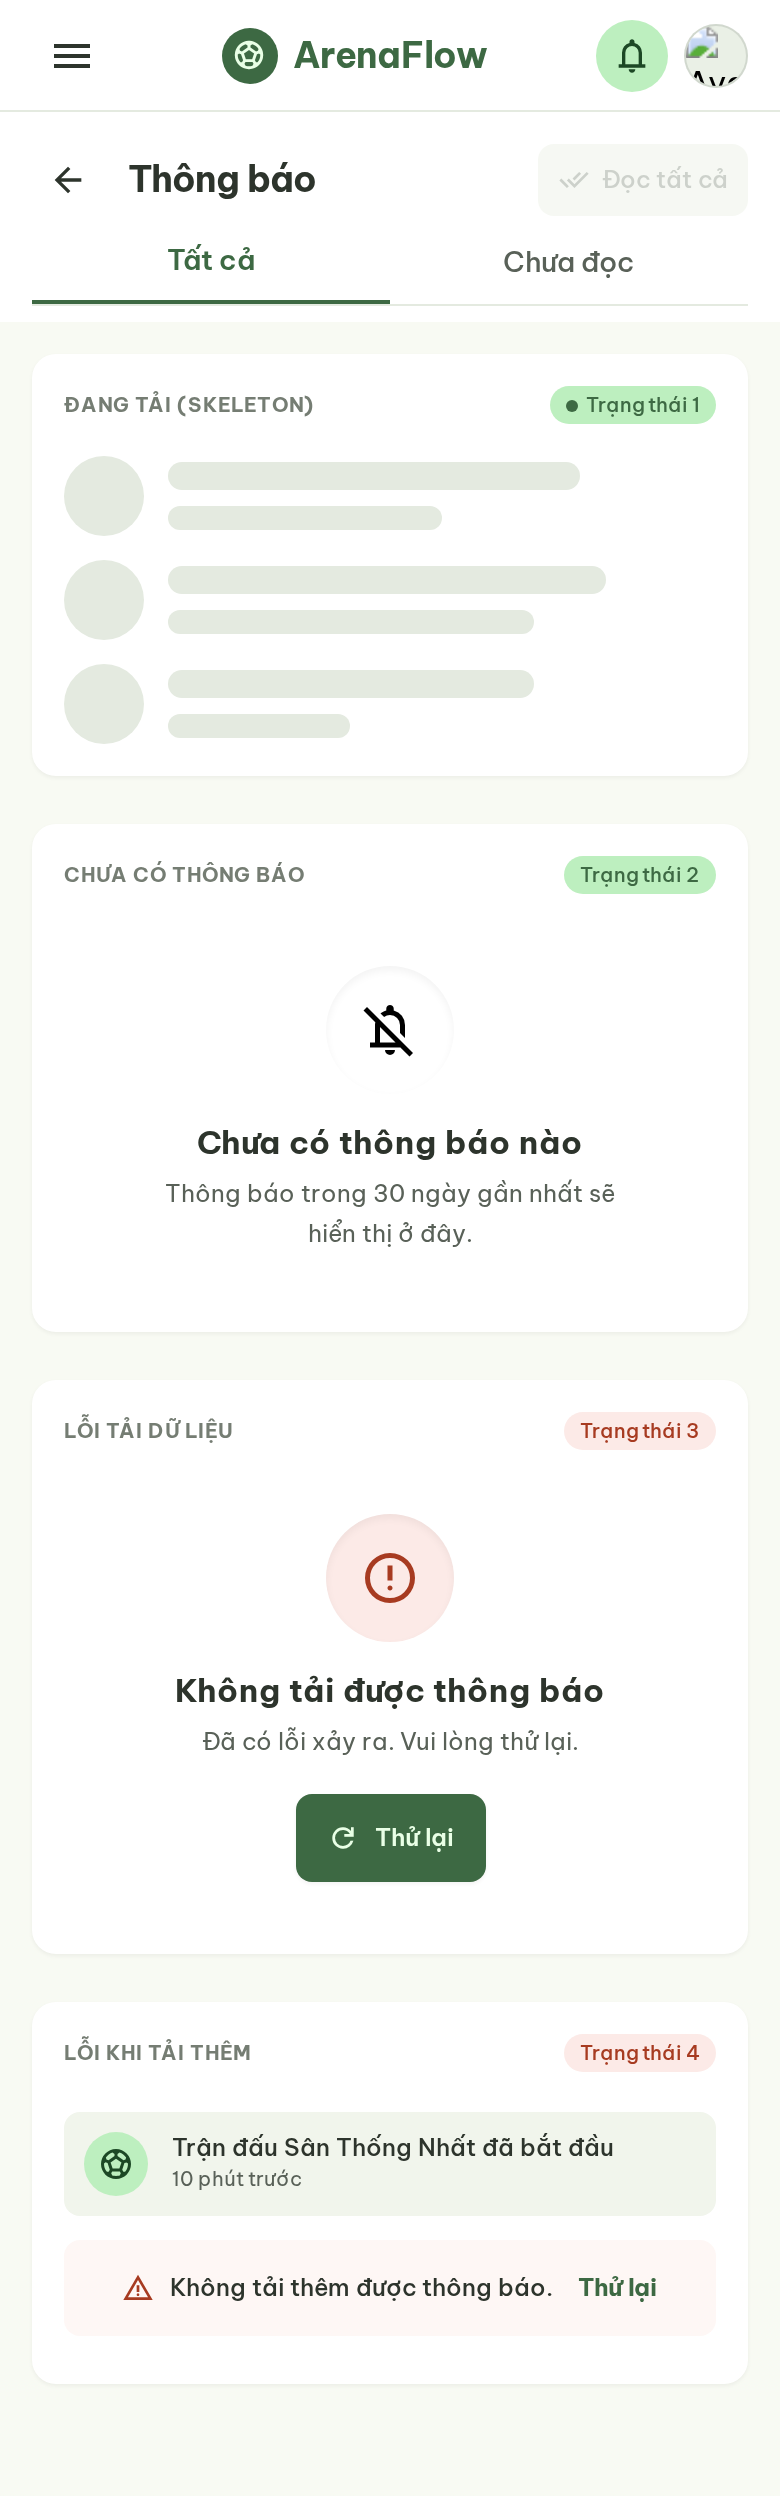 ArenaFlow
Thông báo
Đọc tất cả
Tất cả
Chưa đọc
ĐANG TẢI (SKELETON)
Trạng thái 1
CHƯA CÓ THÔNG BÁO
Trạng thái 2
Chưa có thông báo nào
Thông báo trong 30 ngày gần nhất sẽ
hiển thị ở đây.
LỖI TẢI DỮ LIỆU
Trạng thái 3
Không tải được thông báo
Đã có lỗi xảy ra. Vui lòng thử lại.
Thử lại
LỖI KHI TẢI THÊM
Trạng thái 4
Trận đấu Sân Thống Nhất đã bắt đầu
10 phút trước
Không tải thêm được thông báo.
Thử lại